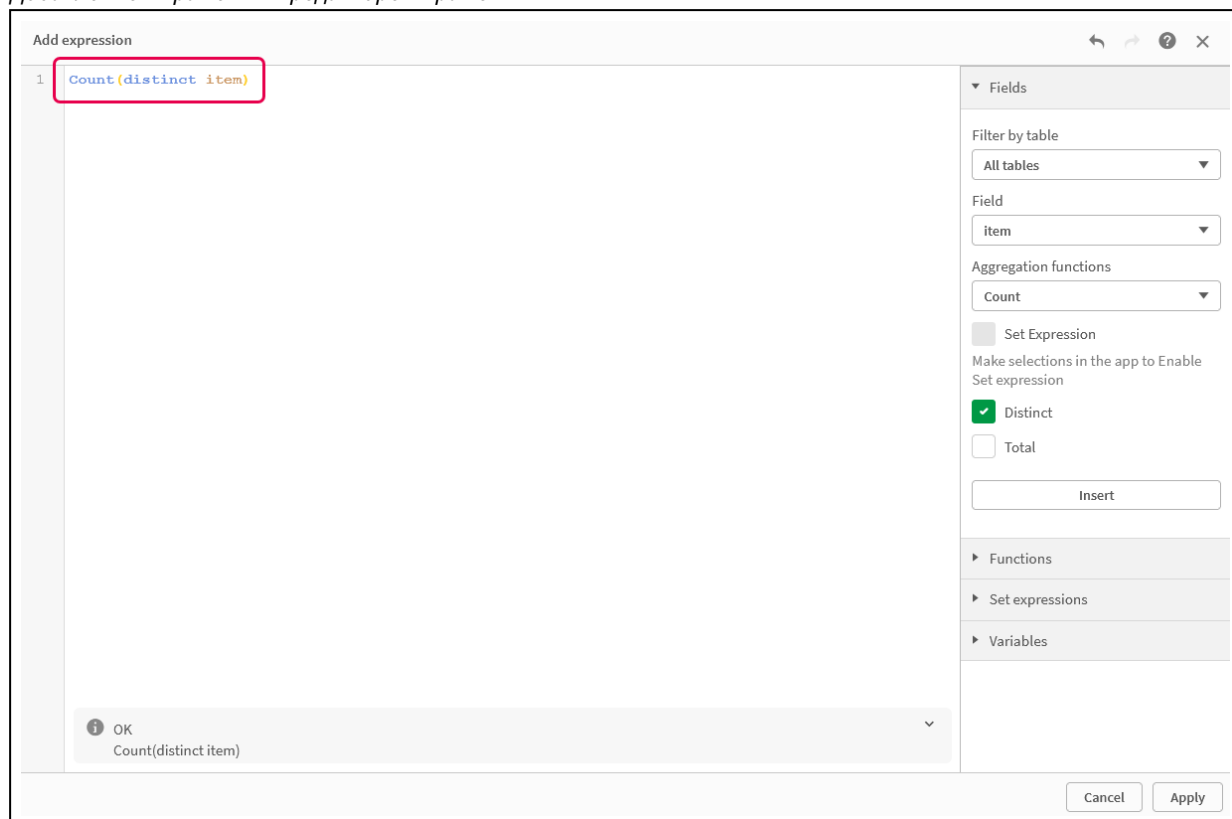 Add expression
1 Count(distinct item)
Fields
Filter by table
All tables
Field
item
Aggregation functions
Count
Set Expression
Make selections in the app to Enable
Set expression
Distinct
Total
Insert
Functions
Set expressions
Variables
OK
Count(distinct item)
Cancel Apply